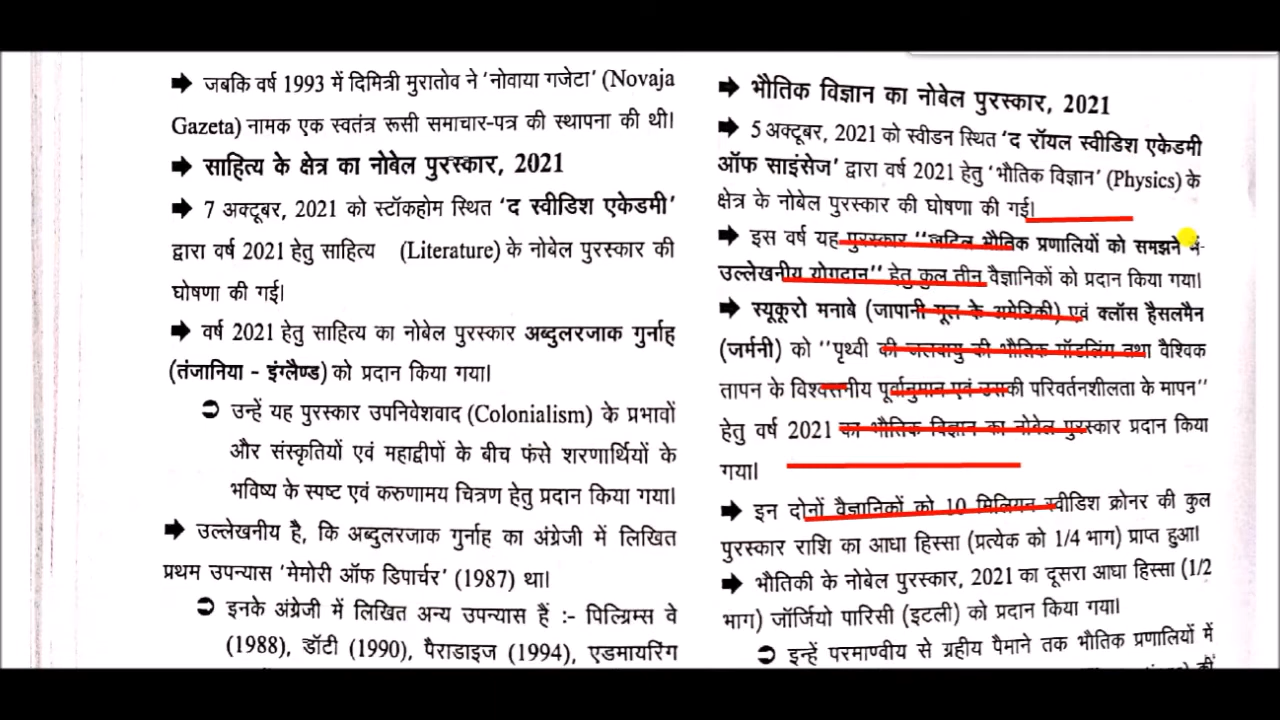 ➡ जबकि वर्ष 1993 में दिमित्री मुरातोव ने ‘नोवाया गजेटा’ (Novaja
Gazeta) नामक एक स्वतंत्र रूसी समाचार-पत्र की स्थापना की थी।
➡ साहित्य के क्षेत्र का नोबेल पुरस्कार, 2021
➡ 7 अक्टूबर, 2021 को स्टॉकहोम स्थित ‘द स्वीडिश एकेडमी’
द्वारा वर्ष 2021 हेतु साहित्य (Literature) के नोबेल पुरस्कार की
घोषणा की गई।
➡ वर्ष 2021 हेतु साहित्य का नोबेल पुरस्कार अब्दुलरजाक गुर्नाह
(तंजानिया - इंग्लैण्ड) को प्रदान किया गया।
➲ उन्हें यह पुरस्कार उपनिवेशवाद (Colonialism) के प्रभावों
और संस्कृतियों एवं महाद्वीपों के बीच फंसे शरणार्थियों के
भविष्य के स्पष्ट एवं करुणामय चित्रण हेतु प्रदान किया गया।
➡ उल्लेखनीय है, कि अब्दुलरजाक गुर्नाह का अंग्रेजी में लिखित
प्रथम उपन्यास ‘मेमोरी ऑफ डिपार्चर’ (1987) था।
➲ इनके अंग्रेजी में लिखित अन्य उपन्यास हैं :- पिल्ग्रिम्स वे
(1988), डॉटी (1990), पैराडाइज (1994), एडमायरिंग
➡ भौतिक विज्ञान का नोबेल पुरस्कार, 2021
➡ 5 अक्टूबर, 2021 को स्वीडन स्थित ‘द रॉयल स्वीडिश एकेडमी
ऑफ साइंसेज’ द्वारा वर्ष 2021 हेतु ‘भौतिक विज्ञान’ (Physics) के
क्षेत्र के नोबेल पुरस्कार की घोषणा की गई।
➡ इस वर्ष यह पुरस्कार “जटिल भौतिक प्रणालियों को समझने में
उल्लेखनीय योगदान” हेतु कुल तीन वैज्ञानिकों को प्रदान किया गया।
➡ स्यूकूरो मनाबे (जापानी मूल के अमेरिकी) एवं क्लॉस हैसलमैन
(जर्मनी) को “पृथ्वी की जलवायु की भौतिक मॉडलिंग तथा वैश्विक
तापन के विश्वसनीय पूर्वानुमान एवं उसकी परिवर्तनशीलता के मापन”
हेतु वर्ष 2021 का भौतिक विज्ञान का नोबेल पुरस्कार प्रदान किया
गया।
➡ इन दोनों वैज्ञानिकों को 10 मिलियन स्वीडिश क्रोनर की कुल
पुरस्कार राशि का आधा हिस्सा (प्रत्येक को 1/4 भाग) प्राप्त हुआ।
➡ भौतिकी के नोबेल पुरस्कार, 2021 का दूसरा आधा हिस्सा (1/2
भाग) जॉर्जियो पारिसी (इटली) को प्रदान किया गया।
➲ इन्हें परमाण्वीय से ग्रहीय पैमाने तक भौतिक प्रणालियों में